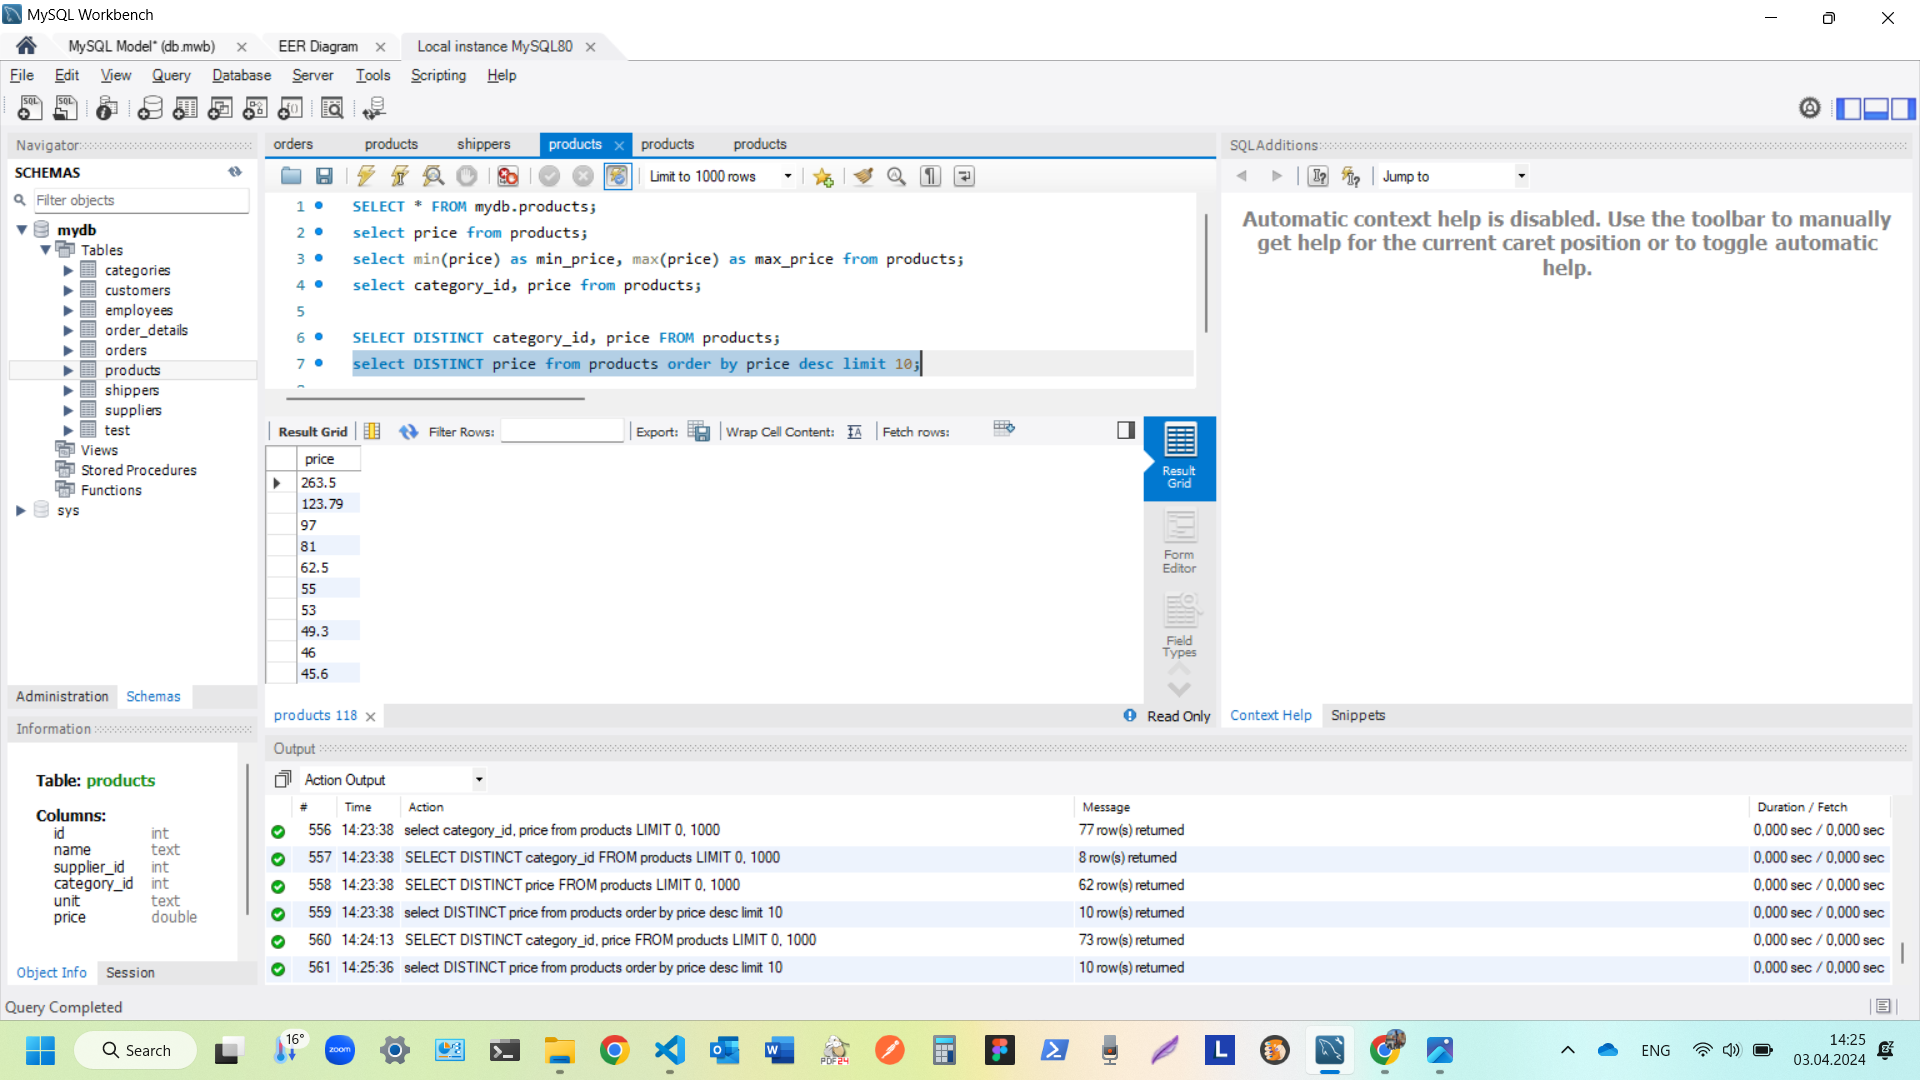 MySQL Workbench
MySQL Model* (db.mwb)
EER Diagram
Local instance MySQL80
File Edit View Query Database Server Tools Scripting Help
Navigator
SCHEMAS
Filter objects
mydb
Tables
categories
customers
employees
order_details
orders
products
shippers
suppliers
test
Views
Stored Procedures
Functions
sys
Administration Schemas
Information
Table: products
Columns:
id int
name text
supplier_id int
category_id int
unit text
price double
Object Info Session
Query Completed
orders products shippers products products products
Limit to 1000 rows
1 SELECT * FROM mydb.products;
2 select price from products;
3 select min(price) as min_price, max(price) as max_price from products;
4 select category_id, price from products;
5
6 SELECT DISTINCT category_id, price FROM products;
7 select DISTINCT price from products order by price desc limit 10;
Result Grid Filter Rows: Export: Wrap Cell Content: Fetch rows:
price
263.5
123.79
97
81
62.5
55
53
49.3
46
45.6
Result Grid
Form Editor
Field Types
products 118
Read Only
SQLAdditions
Jump to
Automatic context help is disabled. Use the toolbar to manually
get help for the current caret position or to toggle automatic
help.
Context Help Snippets
Output
Action Output
# Time Action Message Duration / Fetch
556 14:23:38 select category_id, price from products LIMIT 0, 1000 77 row(s) returned 0,000 sec / 0,000 sec
557 14:23:38 SELECT DISTINCT category_id FROM products LIMIT 0, 1000 8 row(s) returned 0,000 sec / 0,000 sec
558 14:23:38 SELECT DISTINCT price FROM products LIMIT 0, 1000 62 row(s) returned 0,000 sec / 0,000 sec
559 14:23:38 select DISTINCT price from products order by price desc limit 10 10 row(s) returned 0,000 sec / 0,000 sec
560 14:24:13 SELECT DISTINCT category_id, price FROM products LIMIT 0, 1000 73 row(s) returned 0,000 sec / 0,000 sec
561 14:25:36 select DISTINCT price from products order by price desc limit 10 10 row(s) returned 0,000 sec / 0,000 sec
Search
16°
zoom
PDF24
L
ENG
14:25
03.04.2024